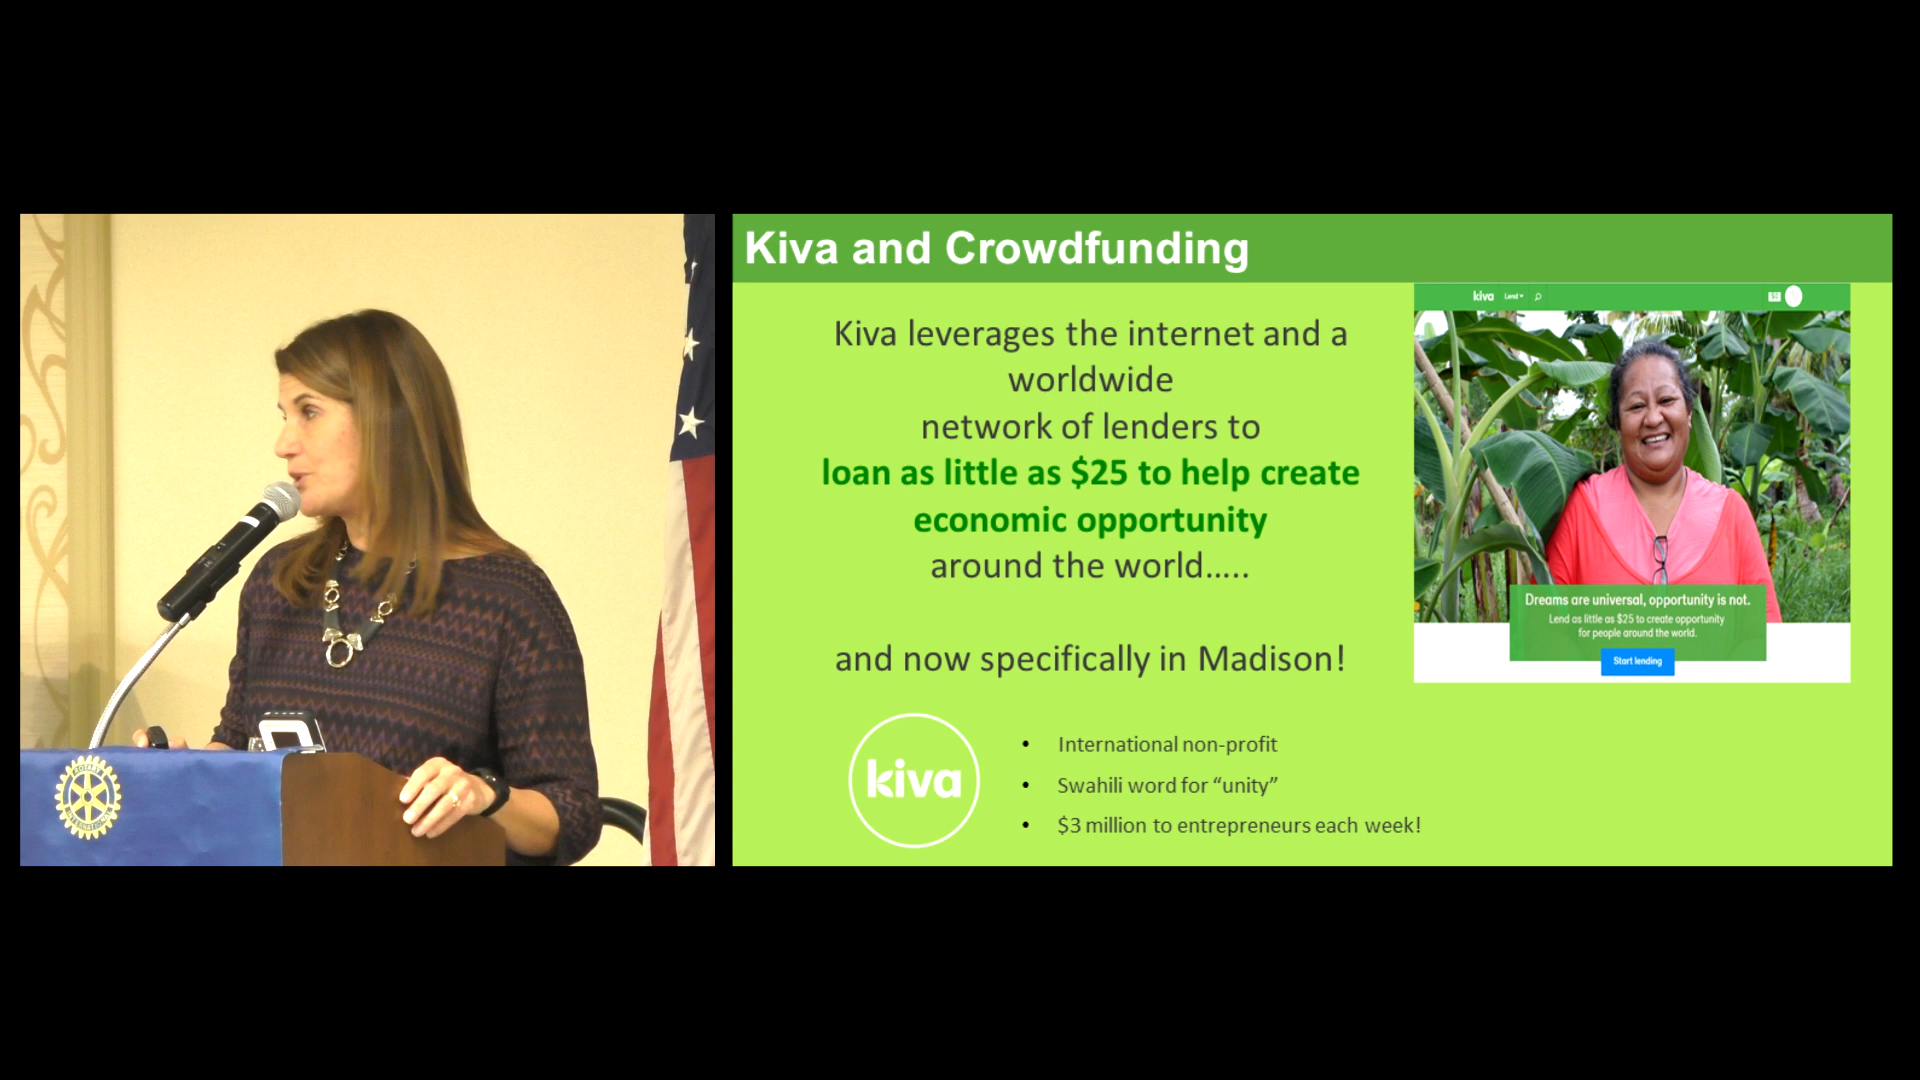 ROTARY
INTERNATIONAL
Kiva and Crowdfunding
Kiva leverages the internet and a
worldwide
network of lenders to
loan as little as $25 to help create
economic opportunity
around the world…..
and now specifically in Madison!
kiva
• International non-profit
• Swahili word for “unity”
• $3 million to entrepreneurs each week!
kiva Lend
Dreams are universal, opportunity is not.
Lend as little as $25 to create opportunity
for people around the world.
Start lending